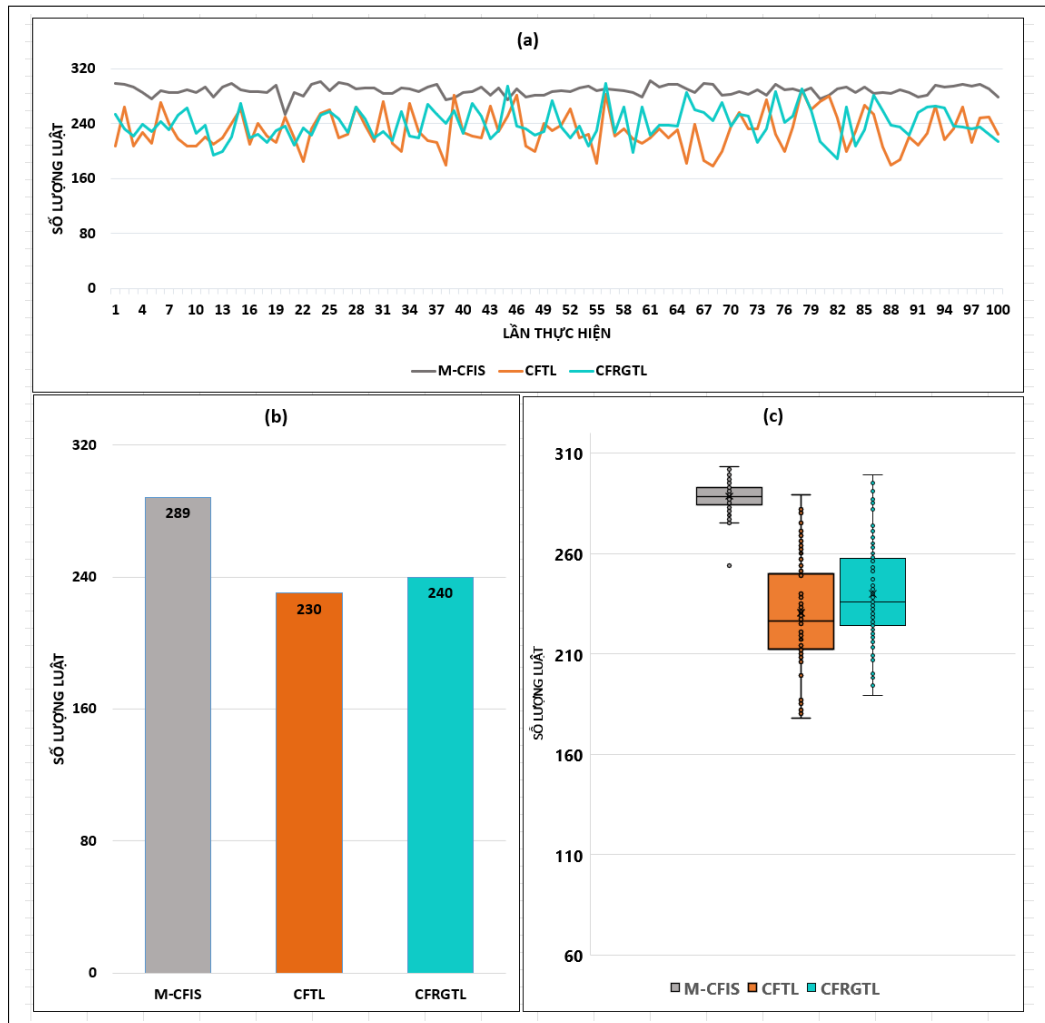 (a)
320
240
160
80
0
SỐ LƯỢNG LUẬT
1 4 7 10 13 16 19 22 25 28 31 34 37 40 43 46 49 52 55 58 61 64 67 70 73 76 79 82 85 88 91 94 97 100
LẦN THỰC HIỆN
M-CFIS CFTL CFRGTL
(b)
320
240
160
80
0
SỐ LƯỢNG LUẬT
289
230
240
M-CFIS CFTL CFRGTL
(c)
310
260
210
160
110
60
SỐ LƯỢNG LUẬT
M-CFIS CFTL CFRGTL